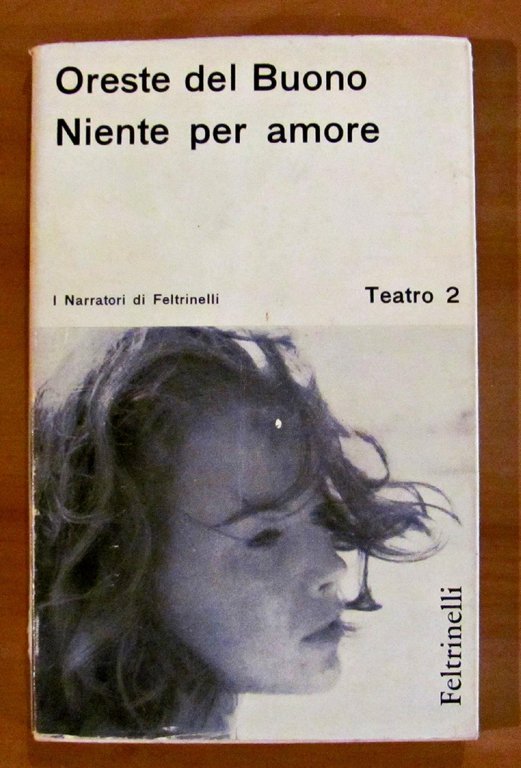 Oreste del Buono
Niente per amore
I Narratori di Feltrinelli
Teatro 2
Feltrinelli